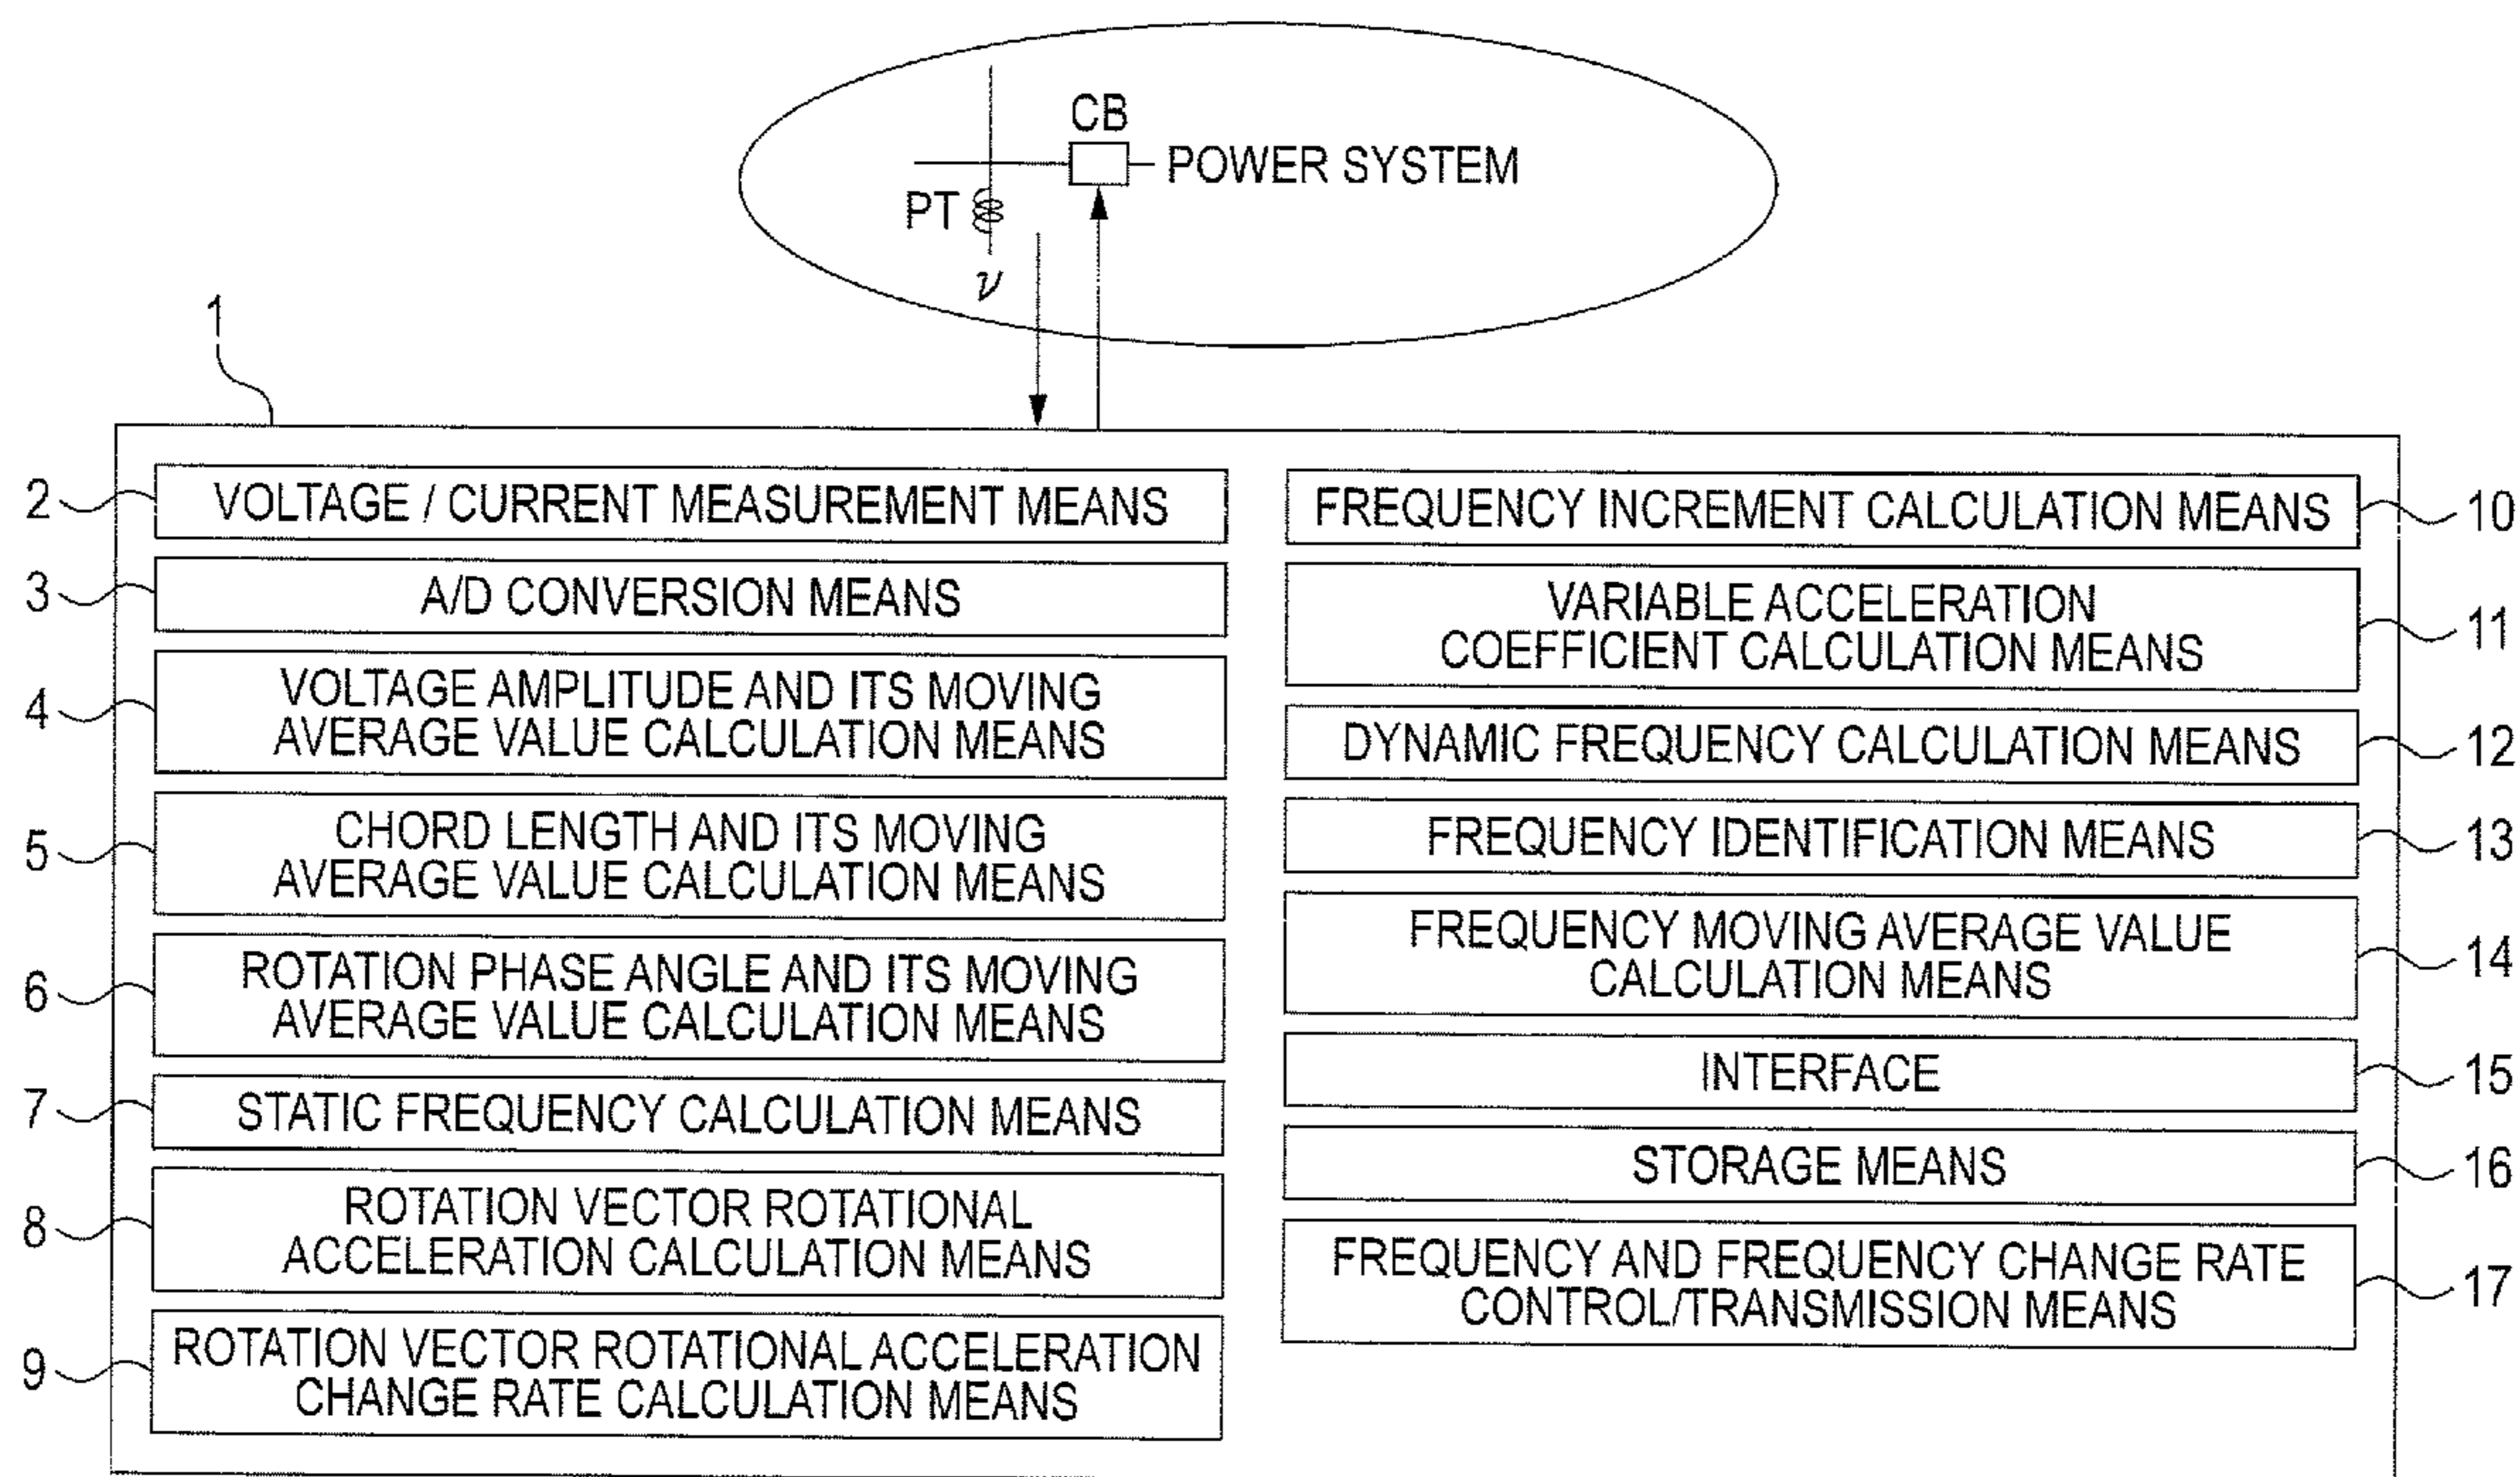 CB
POWER SYSTEM
PT
v
1
2
VOLTAGE / CURRENT MEASUREMENT MEANS
3
A/D CONVERSION MEANS
4
VOLTAGE AMPLITUDE AND ITS MOVING
AVERAGE VALUE CALCULATION MEANS
5
CHORD LENGTH AND ITS MOVING
AVERAGE VALUE CALCULATION MEANS
6
ROTATION PHASE ANGLE AND ITS MOVING
AVERAGE VALUE CALCULATION MEANS
7
STATIC FREQUENCY CALCULATION MEANS
8
ROTATION VECTOR ROTATIONAL
ACCELERATION CALCULATION MEANS
9
ROTATION VECTOR ROTATIONAL ACCELERATION
CHANGE RATE CALCULATION MEANS
FREQUENCY INCREMENT CALCULATION MEANS
10
VARIABLE ACCELERATION
COEFFICIENT CALCULATION MEANS
11
DYNAMIC FREQUENCY CALCULATION MEANS
12
FREQUENCY IDENTIFICATION MEANS
13
FREQUENCY MOVING AVERAGE VALUE
CALCULATION MEANS
14
INTERFACE
15
STORAGE MEANS
16
FREQUENCY AND FREQUENCY CHANGE RATE
CONTROL/TRANSMISSION MEANS
17